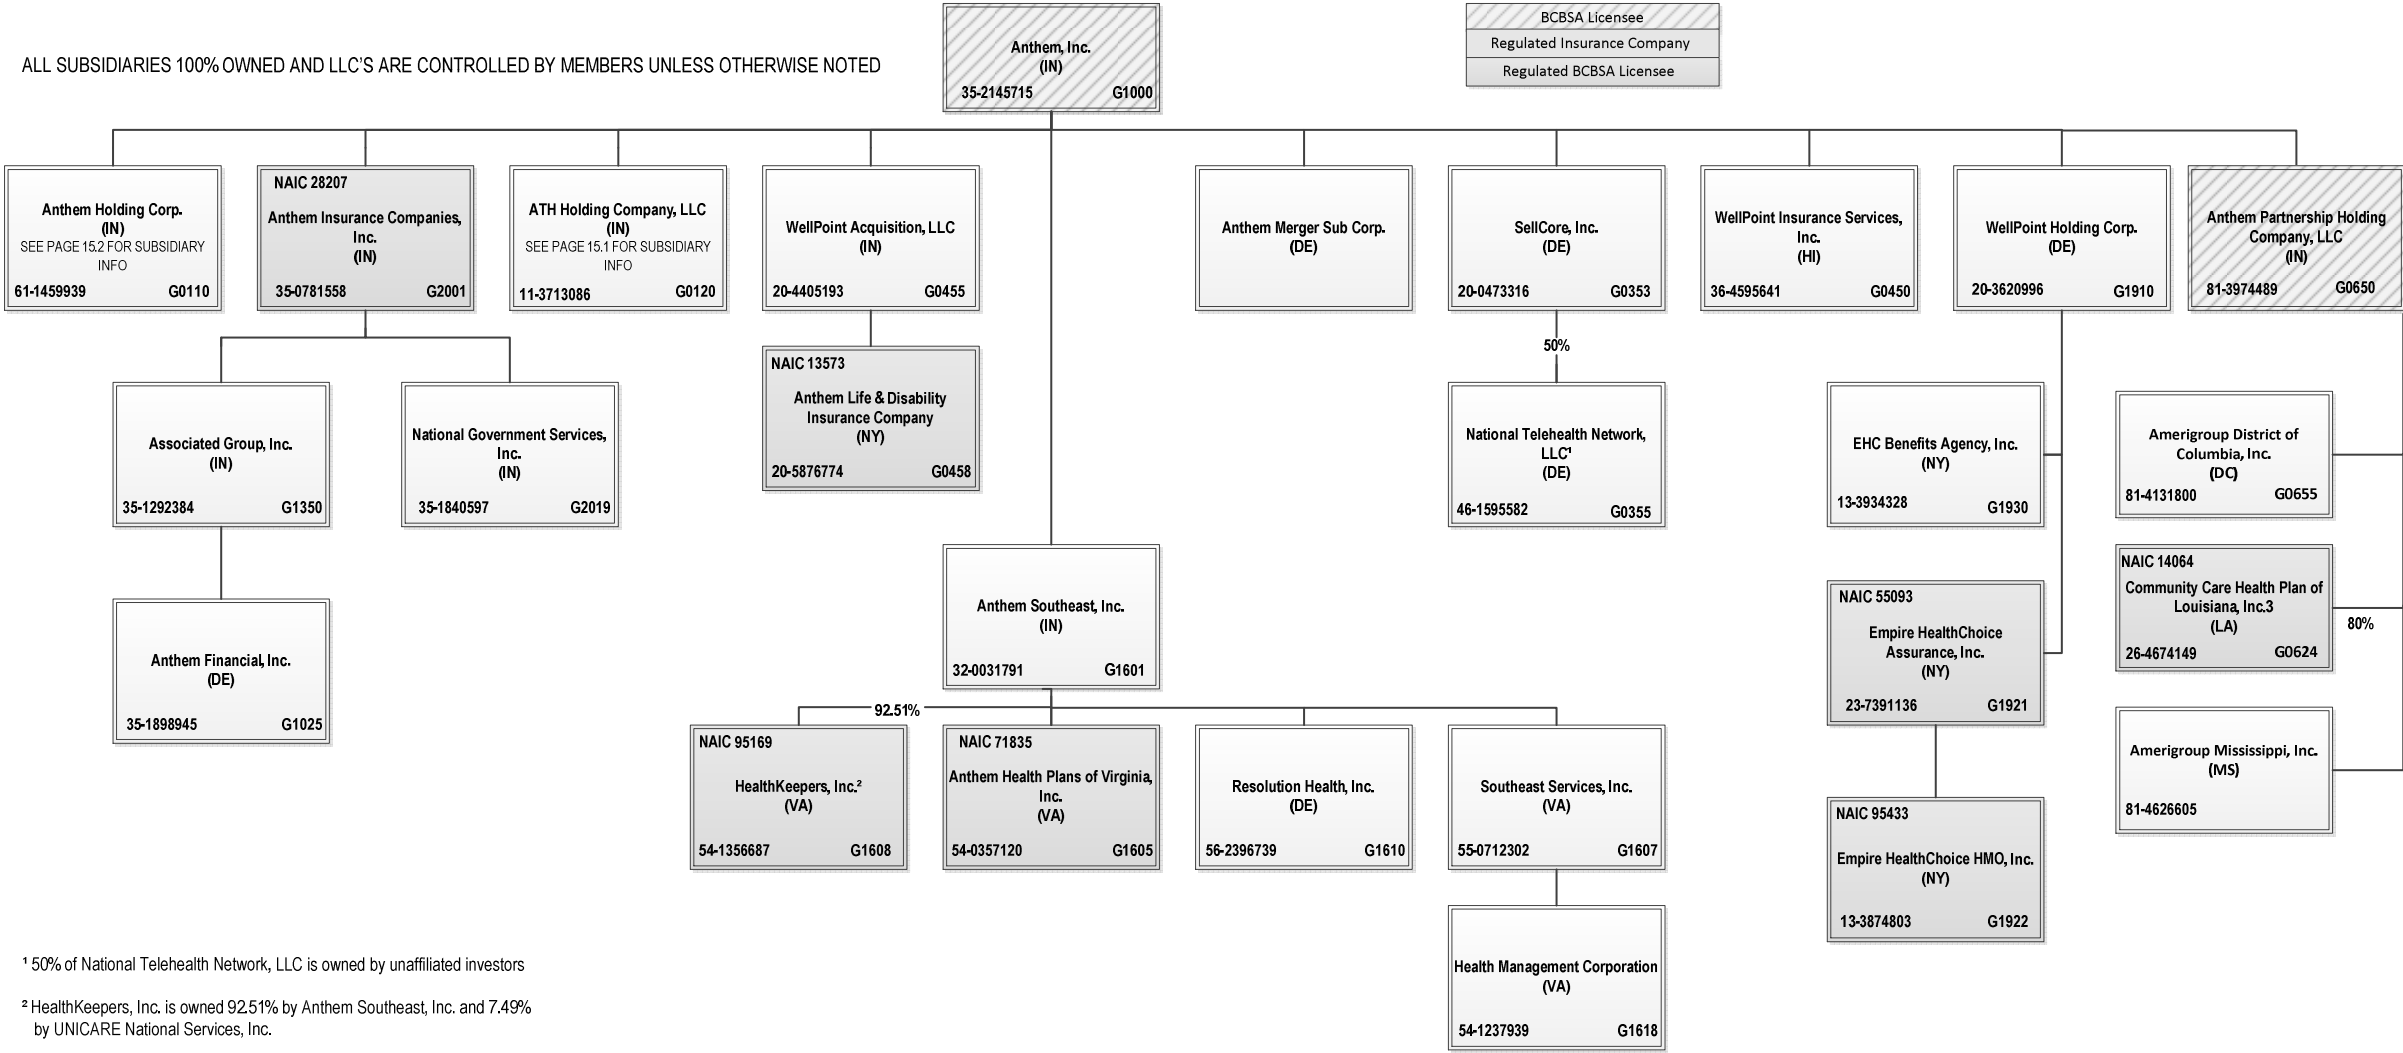 ALL SUBSIDIARIES 100% OWNED AND LLC'S ARE CONTROLLED BY MEMBERS UNLESS OTHERWISE NOTED
Anthem, Inc.
(IN)
35-2145715 G1000
BCBSA Licensee
Regulated Insurance Company
Regulated BCBSA Licensee
Anthem Holding Corp.
(IN)
SEE PAGE 15.2 FOR SUBSIDIARY
INFO
61-1459939 G0110
NAIC 28207
Anthem Insurance Companies,
Inc.
(IN)
35-0781558 G2001
ATH Holding Company, LLC
(IN)
SEE PAGE 15.1 FOR SUBSIDIARY
INFO
11-3713086 G0120
WellPoint Acquisition, LLC
(IN)
20-4405193 G0455
Anthem Merger Sub Corp.
(DE)
SellCore, Inc.
(DE)
20-0473316 G0353
WellPoint Insurance Services,
Inc.
(HI)
36-4595641 G0450
WellPoint Holding Corp.
(DE)
20-3620996 G1910
Anthem Partnership Holding
Company, LLC
(IN)
81-3974489 G0650
Associated Group, Inc.
(IN)
35-1292384 G1350
National Government Services,
Inc.
(IN)
35-1840597 G2019
NAIC 13573
Anthem Life & Disability
Insurance Company
(NY)
20-5876774 G0458
50%
National Telehealth Network,
LLC¹
(DE)
46-1595582 G0355
EHC Benefits Agency, Inc.
(NY)
13-3934328 G1930
Amerigroup District of
Columbia, Inc.
(DC)
81-4131800 G0655
Anthem Financial, Inc.
(DE)
35-1898945 G1025
Anthem Southeast, Inc.
(IN)
32-0031791 G1601
NAIC 55093
Empire HealthChoice
Assurance, Inc.
(NY)
23-7391136 G1921
NAIC 14064
Community Care Health Plan of
Louisiana, Inc.3
(LA)
26-4674149 G0624
80%
92.51%
NAIC 95169
HealthKeepers, Inc.²
(VA)
54-1356687 G1608
NAIC 71835
Anthem Health Plans of Virginia,
Inc.
(VA)
54-0357120 G1605
Resolution Health, Inc.
(DE)
56-2396739 G1610
Southeast Services, Inc.
(VA)
55-0712302 G1607
NAIC 95433
Empire HealthChoice HMO, Inc.
(NY)
13-3874803 G1922
Amerigroup Mississippi, Inc.
(MS)
81-4626605
Health Management Corporation
(VA)
54-1237939 G1618
¹ 50% of National Telehealth Network, LLC is owned by unaffiliated investors
² HealthKeepers, Inc. is owned 92.51% by Anthem Southeast, Inc. and 7.49%
by UNICARE National Services, Inc.